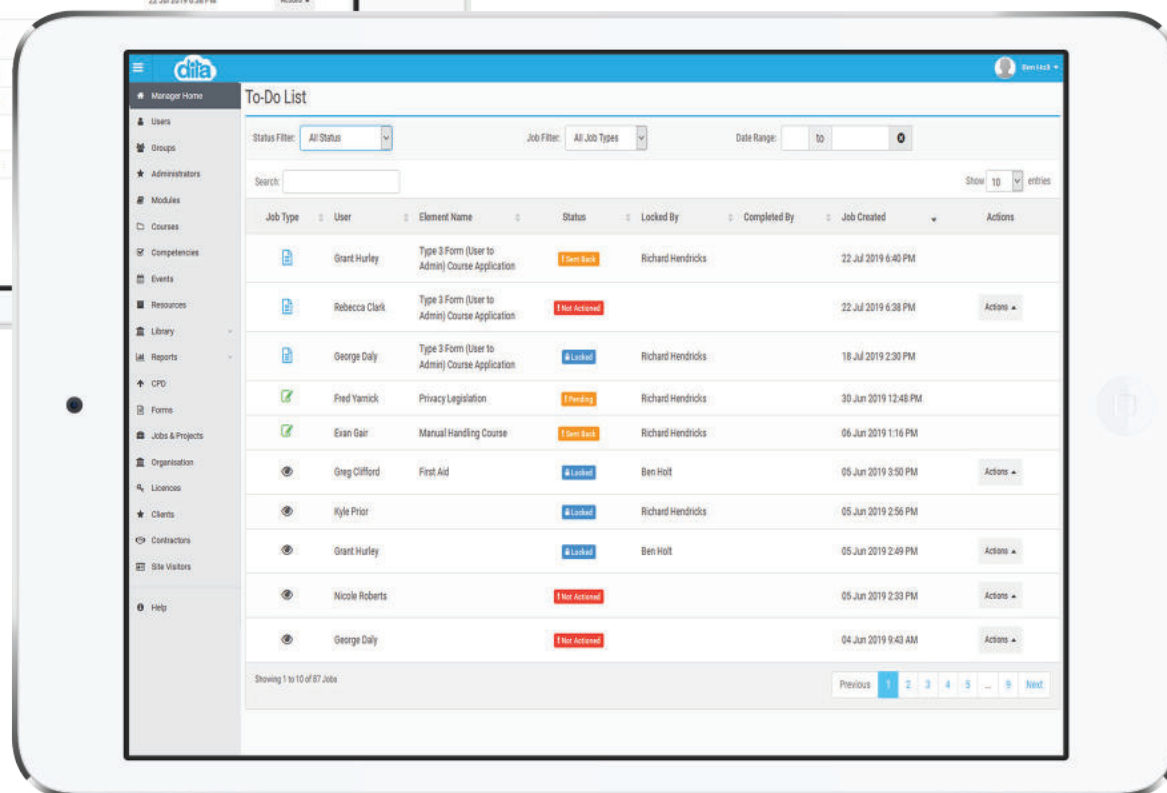 22 Jun 2019 6:38 PM Actions
dita Ben Holt
Manager Home
Users
Groups
Administrators
Modules
Courses
Competencies
Events
Resources
Library
Reports
CPD
Forms
Jobs & Projects
Organisation
Licences
Clients
Contractors
Site Visitors
Help
To-Do List
Status Filter: All Status Job Filter: All Job Types Date Range: to
Search: Show 10 entries
Job Type User Element Name Status Locked By Completed By Job Created Actions
Grant Hurley Type 3 Form (User to Admin) Course Application ! Sent Back Richard Hendricks 22 Jul 2019 6:40 PM
Rebecca Clark Type 3 Form (User to Admin) Course Application ! Not Actioned 22 Jul 2019 6:38 PM Actions
George Daly Type 3 Form (User to Admin) Course Application Locked Richard Hendricks 18 Jul 2019 2:30 PM
Fred Yarnick Privacy Legislation ! Pending Richard Hendricks 30 Jun 2019 12:48 PM
Evan Gair Manual Handling Course ! Sent Back Richard Hendricks 06 Jun 2019 1:16 PM
Greg Clifford First Aid Locked Ben Holt 05 Jun 2019 3:50 PM Actions
Kyle Prior Locked Richard Hendricks 05 Jun 2019 2:56 PM
Grant Hurley Locked Ben Holt 05 Jun 2019 2:49 PM Actions
Nicole Roberts ! Not Actioned 05 Jun 2019 2:33 PM Actions
George Daly ! Not Actioned 04 Jun 2019 9:43 AM Actions
Showing 1 to 10 of 87 Jobs Previous 1 2 3 4 5 ... 9 Next